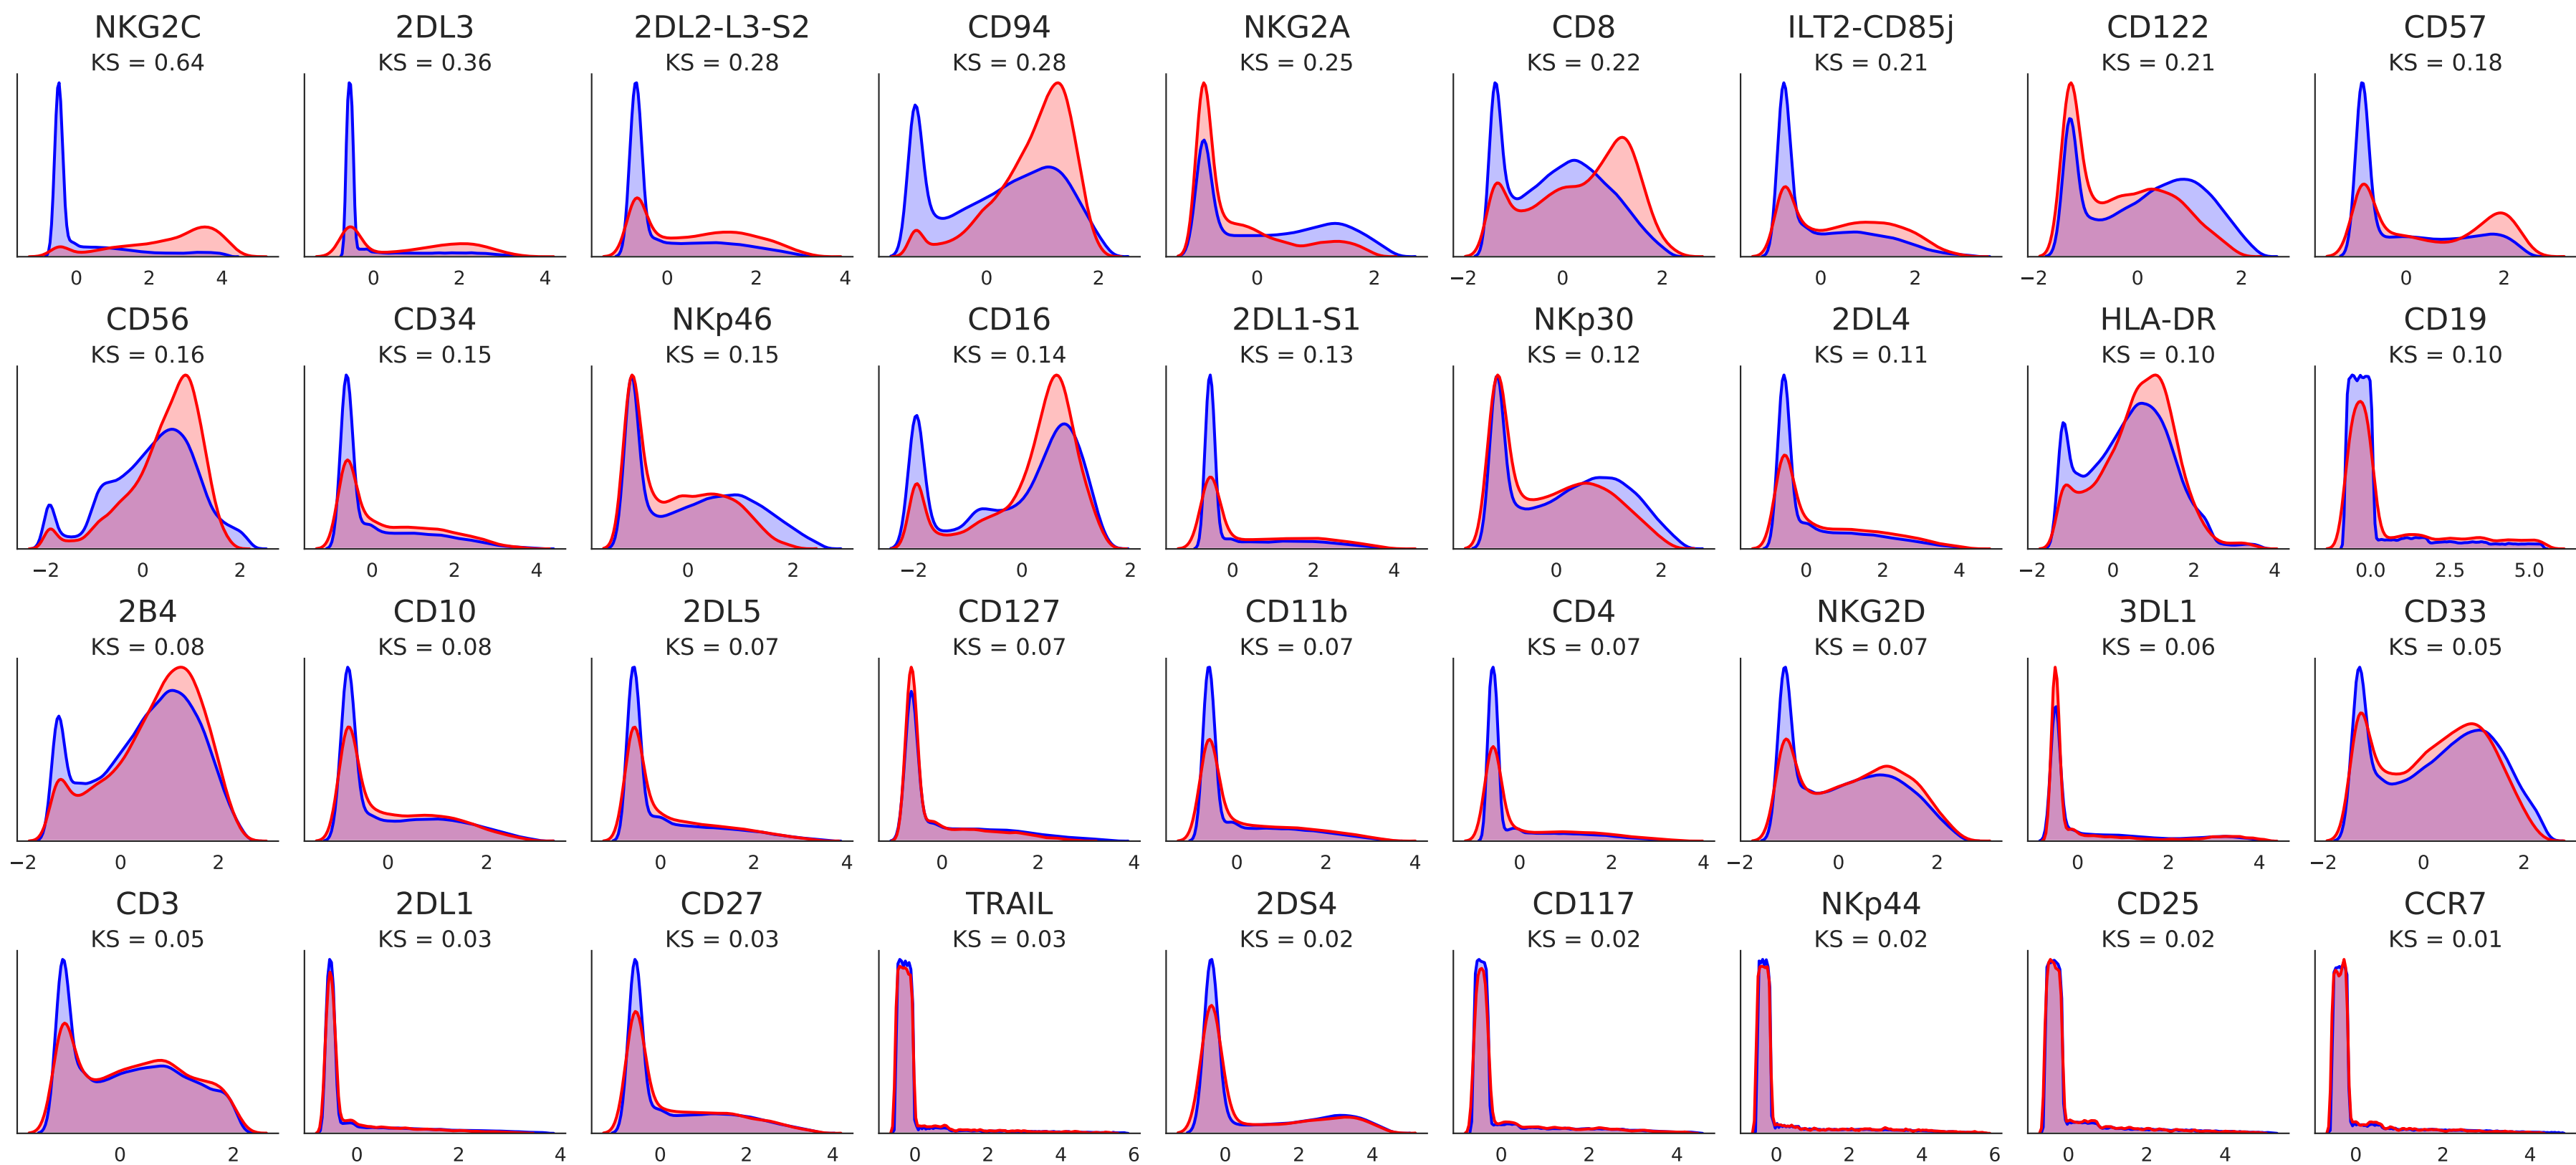 NKG2C 2DL3 2DL2-L3-S2 CD94 NKG2A CD8 ILT2-CD85j CD122 CD57
KS = 0.64 KS = 0.36 KS = 0.28 KS = 0.28 KS = 0.25 KS = 0.22 KS = 0.21 KS = 0.21 KS = 0.18
0 2 4 0 2 4 0 2 4 0 2 0 2 −2 0 2 0 2 −2 0 2 0 2
CD56 CD34 NKp46 CD16 2DL1-S1 NKp30 2DL4 HLA-DR CD19
KS = 0.16 KS = 0.15 KS = 0.15 KS = 0.14 KS = 0.13 KS = 0.12 KS = 0.11 KS = 0.10 KS = 0.10
−2 0 2 0 2 4 0 2 −2 0 2 0 2 4 0 2 0 2 4 −2 0 2 4 0.0 2.5 5.0
2B4 CD10 2DL5 CD127 CD11b CD4 NKG2D 3DL1 CD33
KS = 0.08 KS = 0.08 KS = 0.07 KS = 0.07 KS = 0.07 KS = 0.07 KS = 0.07 KS = 0.06 KS = 0.05
−2 0 2 0 2 0 2 4 0 2 4 0 2 4 0 2 4 −2 0 2 0 2 4 −2 0 2
CD3 2DL1 CD27 TRAIL 2DS4 CD117 NKp44 CD25 CCR7
KS = 0.05 KS = 0.03 KS = 0.03 KS = 0.03 KS = 0.02 KS = 0.02 KS = 0.02 KS = 0.02 KS = 0.01
0 2 0 2 4 0 2 4 0 2 4 6 0 2 4 0 2 4 0 2 4 6 0 2 4 0 2 4